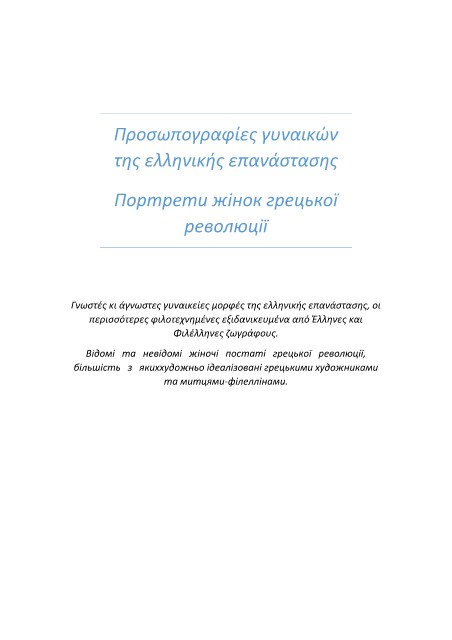 Προσωπογραφίες γυναικών
της ελληνικής επανάστασης
Портрети жінок грецької
революції
Γνωστές κι άγνωστες γυναικείες μορφές της ελληνικής επανάστασης, οι
περισσότερες φιλοτεχνημένες εξιδανικευμένα από Έλληνες και
Φιλέλληνες ζωγράφους.
Відомі та невідомі жіночі постаті грецької революції,
більшість з якиххудожньо ідеалізовані грецькими художниками
та митцями-філеллінами.